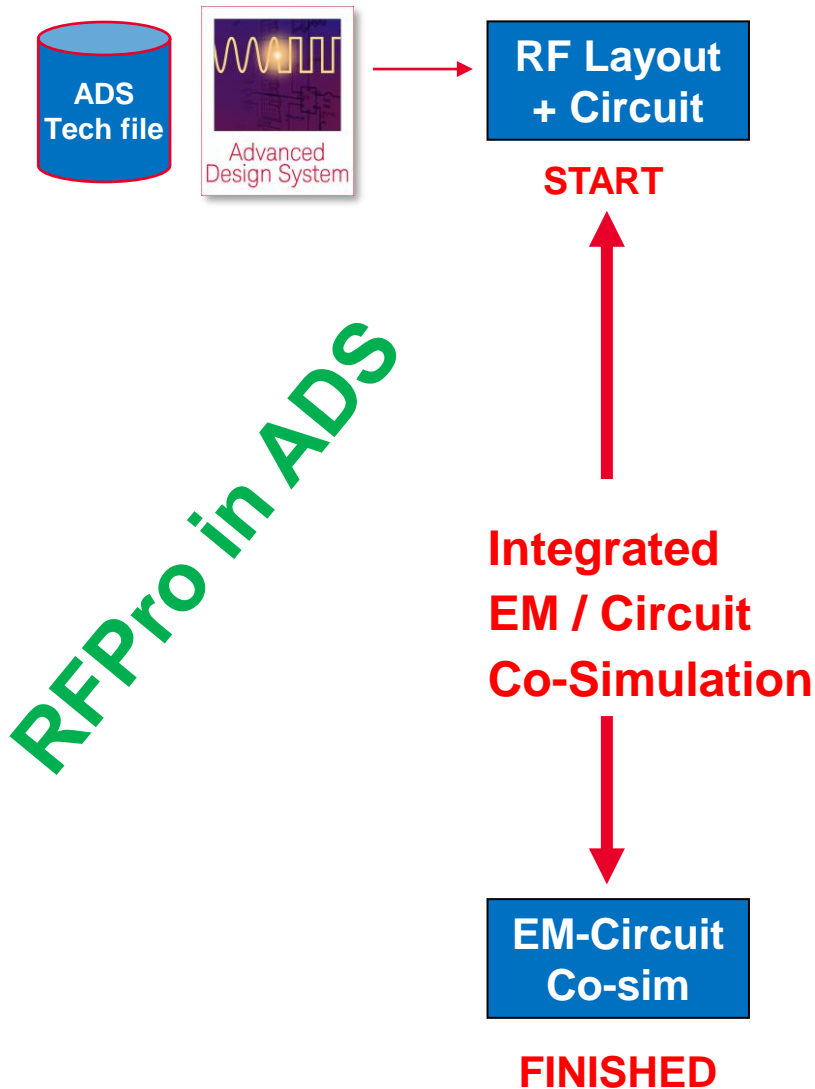 ADS
Tech file
Advanced
Design System
RF Layout
+ Circuit
START
RFPro in ADS
Integrated
EM / Circuit
Co-Simulation
EM-Circuit
Co-sim
FINISHED